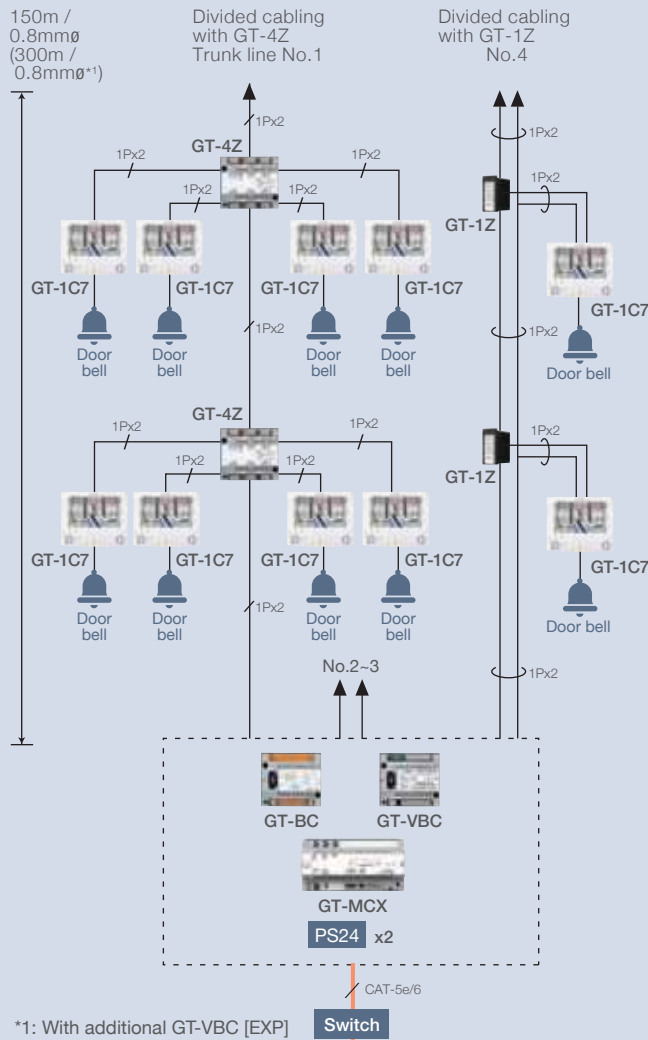 150m /
0.8mmø
(300m /
0.8mmø*1)
Divided cabling
with GT-4Z
Trunk line No.1
Divided cabling
with GT-1Z
No.4
1Px2
1Px2
GT-4Z
1Px2
1Px2
1Px2
1Px2
1Px2
GT-1Z
GT-1C7
GT-1C7
GT-1C7
GT-1C7
GT-1C7
Door
bell
Door
bell
Door
bell
Door
bell
Door bell
1Px2
1Px2
GT-4Z
1Px2
1Px2
1Px2
1Px2
1Px2
GT-1Z
GT-1C7
GT-1C7
GT-1C7
GT-1C7
GT-1C7
Door
bell
Door
bell
Door
bell
Door
bell
Door bell
1Px2
No.2~3
1Px2
GT-BC
GT-VBC
GT-MCX
PS24 x2
CAT-5e/6
*1: With additional GT-VBC [EXP]
Switch